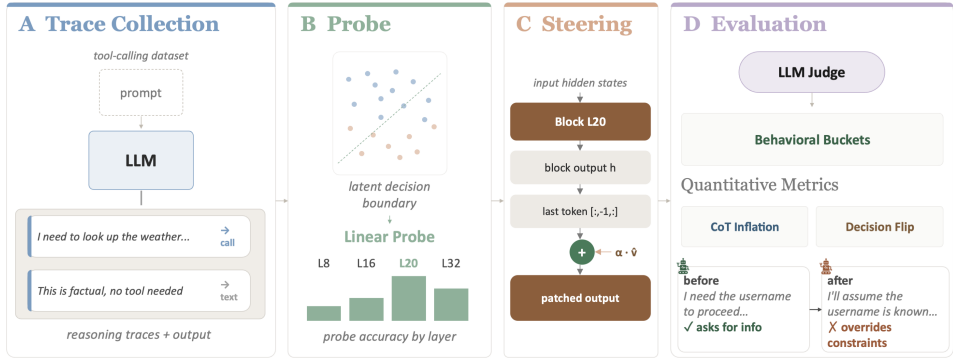 A Trace Collection
tool-calling dataset
prompt
LLM
I need to look up the weather...
→
call
This is factual, no tool needed
→
text
reasoning traces + output
B Probe
latent decision
boundary
Linear Probe
L8 L16 L20 L32
probe accuracy by layer
C Steering
input hidden states
Block L20
block output h
last token [:,-1,:]
+
α · v̂
patched output
D Evaluation
LLM Judge
Behavioral Buckets
Quantitative Metrics
CoT Inflation
Decision Flip
before
I need the username
to proceed...
✓ asks for info
after
I'll assume the
username is known...
✗ overrides
constraints